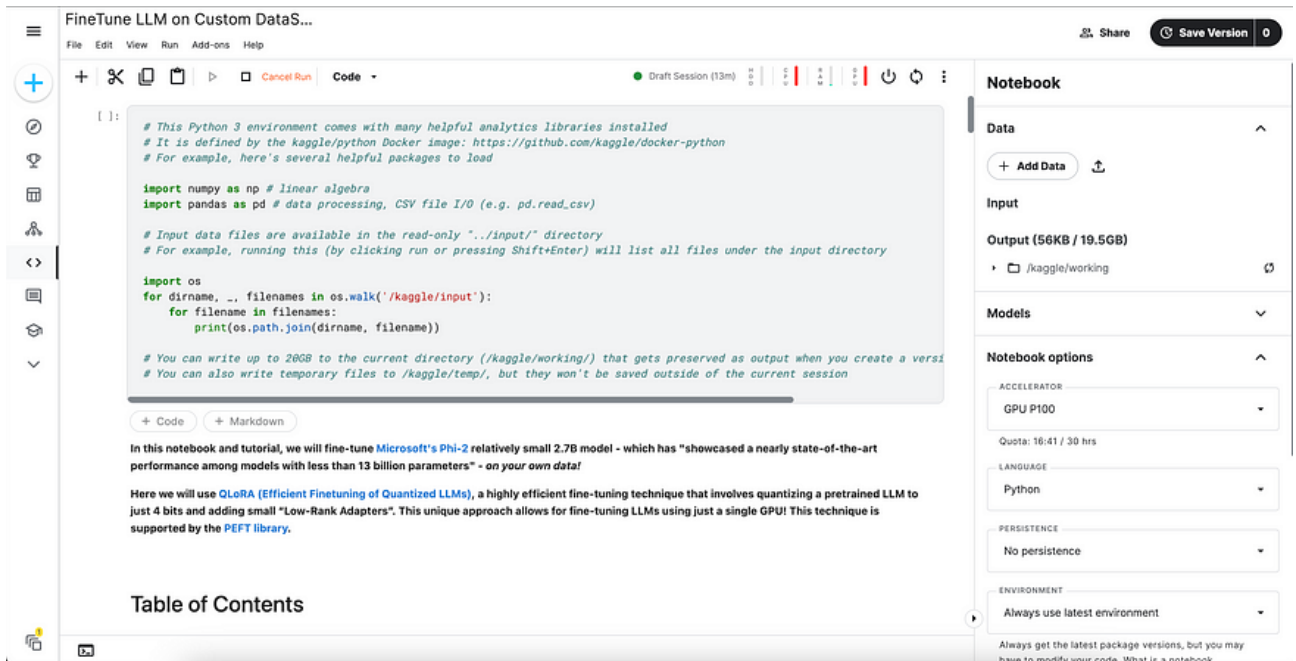 FineTune LLM on Custom DataS...
File Edit View Run Add-ons Help
Share
Save Version 0
Cancel Run
Code
Draft Session (13m)
HDD
CPU
RAM
GPU
[ ]:
# This Python 3 environment comes with many helpful analytics libraries installed
# It is defined by the kaggle/python Docker image: https://github.com/kaggle/docker-python
# For example, here's several helpful packages to load
import numpy as np # linear algebra
import pandas as pd # data processing, CSV file I/O (e.g. pd.read_csv)
# Input data files are available in the read-only "../input/" directory
# For example, running this (by clicking run or pressing Shift+Enter) will list all files under the input directory
import os
for dirname, _, filenames in os.walk('/kaggle/input'):
    for filename in filenames:
        print(os.path.join(dirname, filename))
# You can write up to 20GB to the current directory (/kaggle/working/) that gets preserved as output when you create a versi
# You can also write temporary files to /kaggle/temp/, but they won't be saved outside of the current session
+ Code
+ Markdown
In this notebook and tutorial, we will fine-tune Microsoft's Phi-2 relatively small 2.7B model - which has "showcased a nearly state-of-the-art
performance among models with less than 13 billion parameters" - on your own data!
Here we will use QLoRA (Efficient Finetuning of Quantized LLMs), a highly efficient fine-tuning technique that involves quantizing a pretrained LLM to
just 4 bits and adding small “Low-Rank Adapters”. This unique approach allows for fine-tuning LLMs using just a single GPU! This technique is
supported by the PEFT library.
Table of Contents
Notebook
Data
+ Add Data
Input
Output (56KB / 19.5GB)
/kaggle/working
Models
Notebook options
ACCELERATOR
GPU P100
Quota: 16:41 / 30 hrs
LANGUAGE
Python
PERSISTENCE
No persistence
ENVIRONMENT
Always use latest environment
Always get the latest package versions, but you may
have to modify your code. What is a notebook